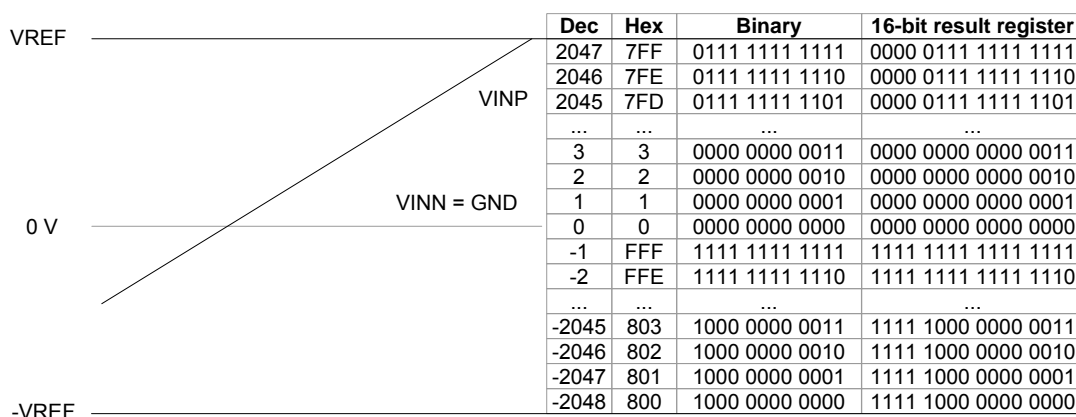 VREF
VINP
VINN = GND
0 V
-VREF
Dec Hex Binary 16-bit result register
2047 7FF 0111 1111 1111 0000 0111 1111 1111
2046 7FE 0111 1111 1110 0000 0111 1111 1110
2045 7FD 0111 1111 1101 0000 0111 1111 1101
... ... ... ...
3 3 0000 0000 0011 0000 0000 0000 0011
2 2 0000 0000 0010 0000 0000 0000 0010
1 1 0000 0000 0001 0000 0000 0000 0001
0 0 0000 0000 0000 0000 0000 0000 0000
-1 FFF 1111 1111 1111 1111 1111 1111 1111
-2 FFE 1111 1111 1110 1111 1111 1111 1110
... ... ... ...
-2045 803 1000 0000 0011 1111 1000 0000 0011
-2046 802 1000 0000 0010 1111 1000 0000 0010
-2047 801 1000 0000 0001 1111 1000 0000 0001
-2048 800 1000 0000 0000 1111 1000 0000 0000